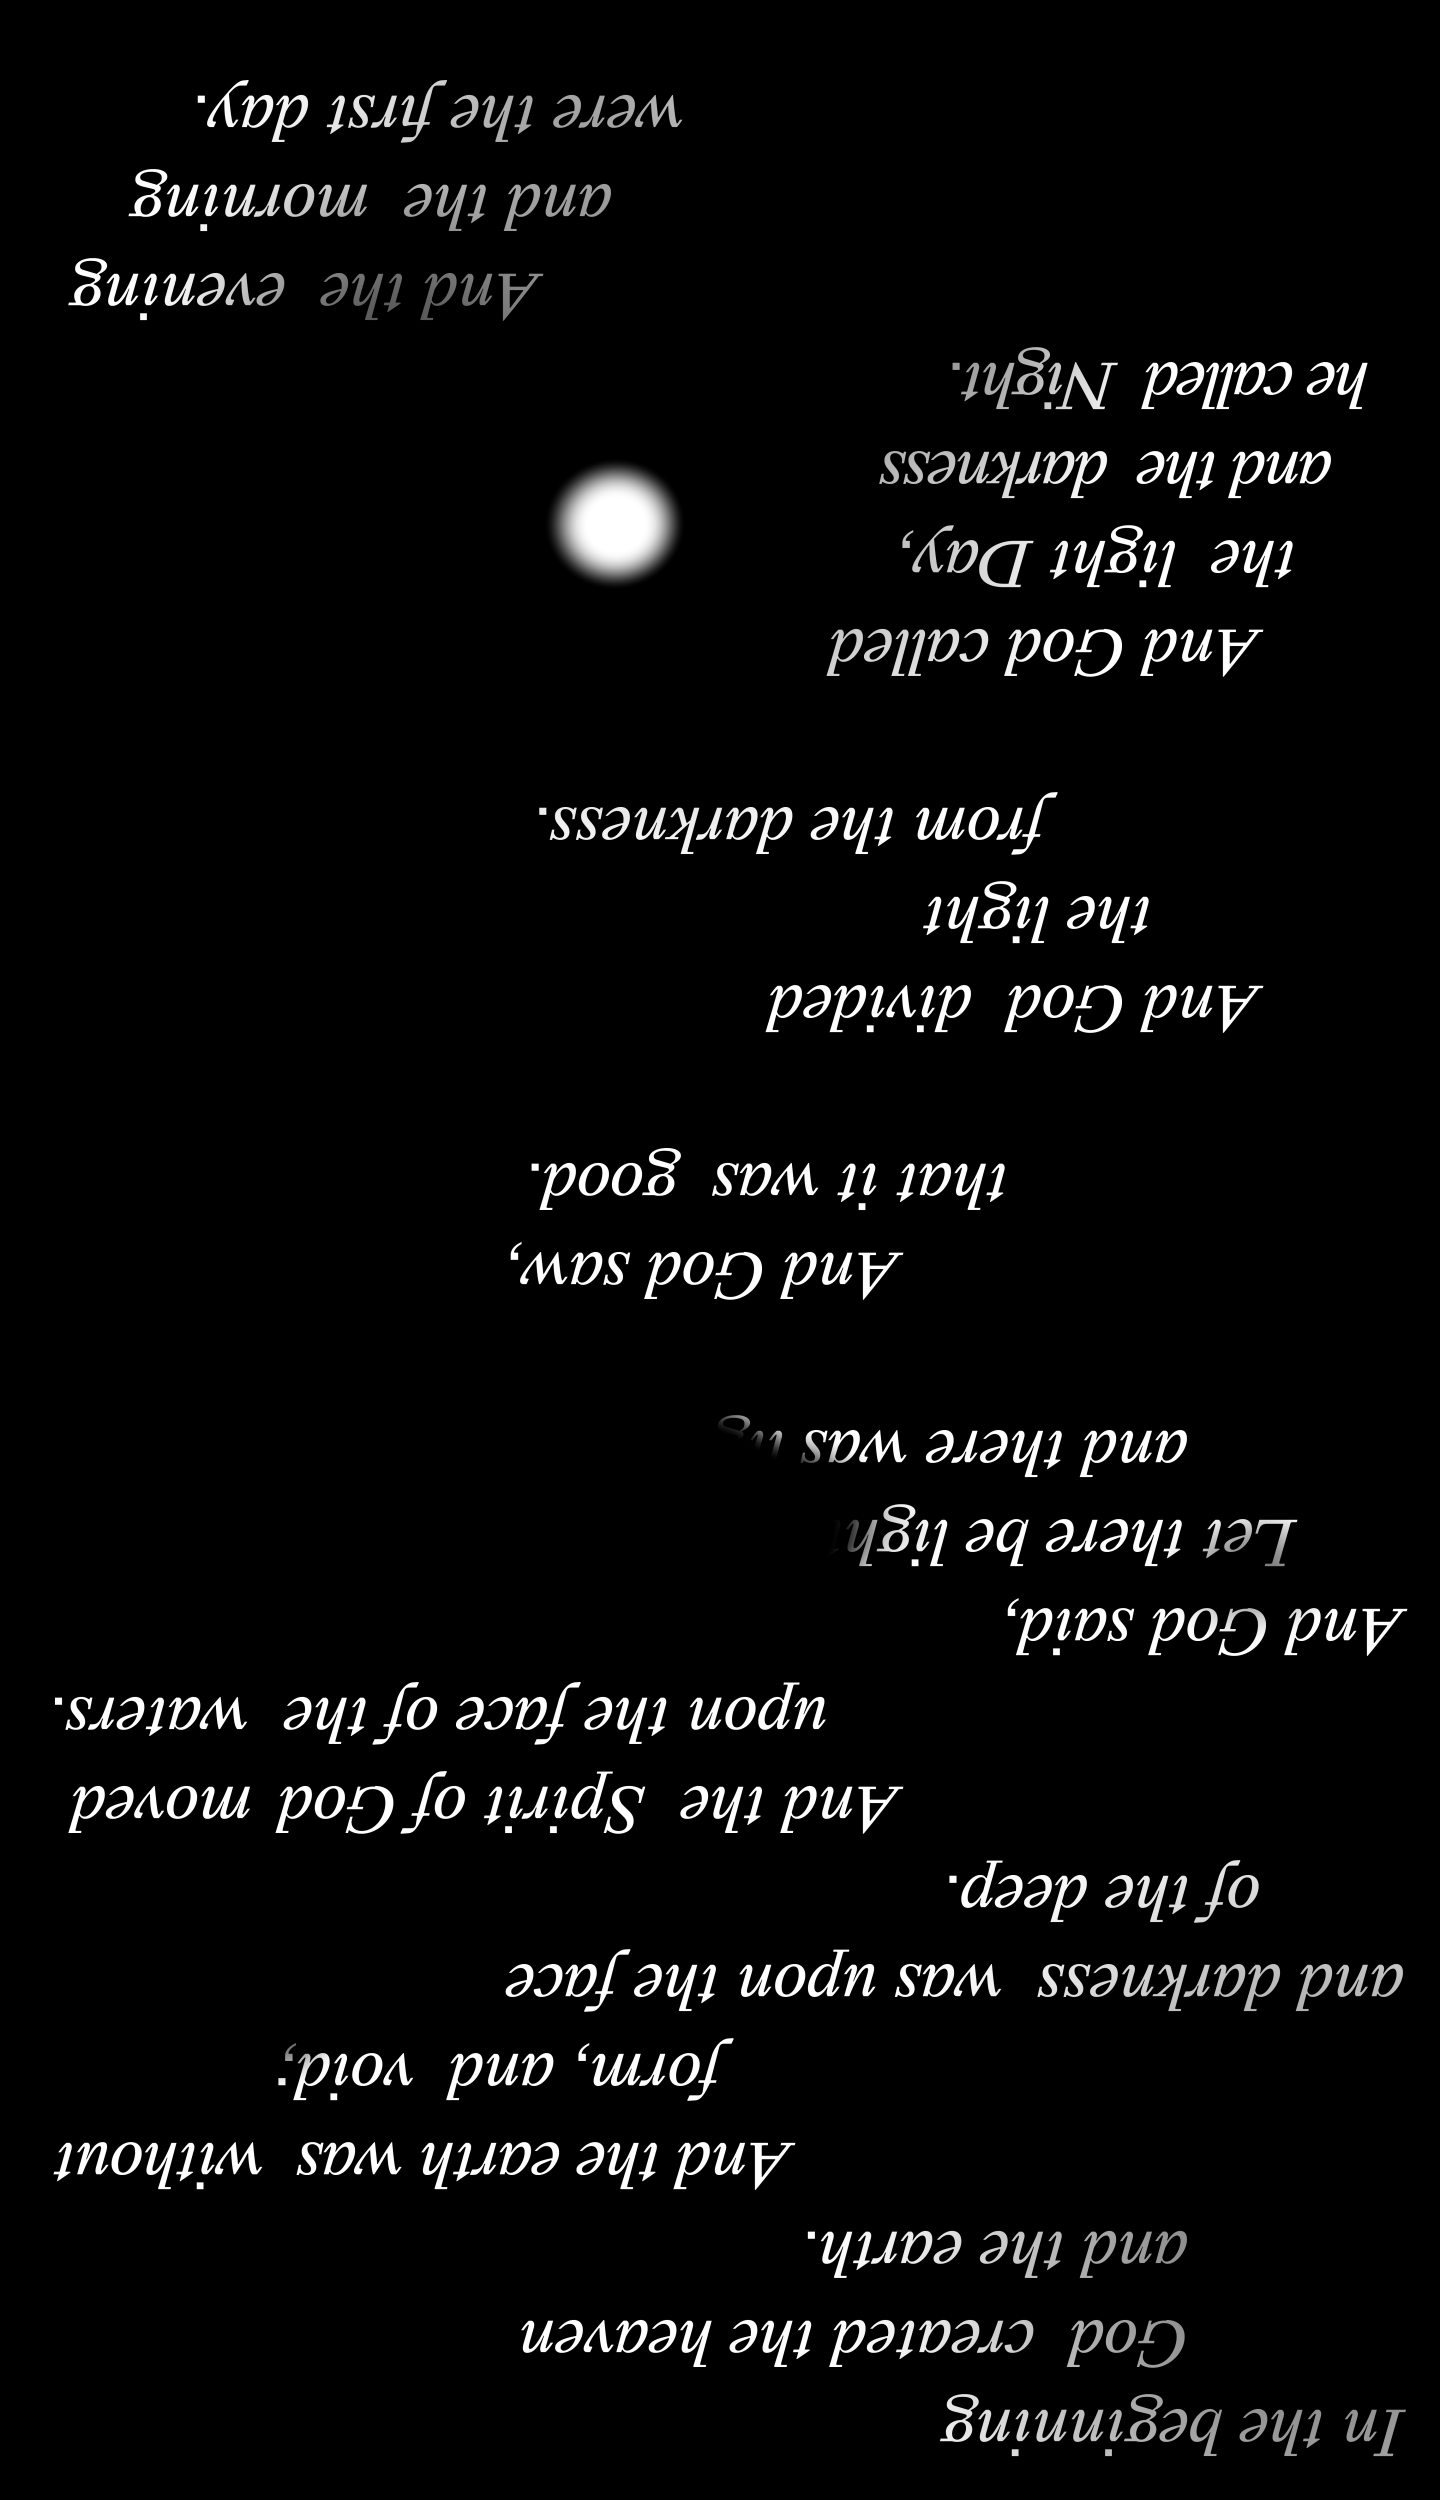 In the beginning
God created the heaven
and the earth.
And the earth was without
form, and void;
and darkness was upon the face
of the deep.
And the Spirit of God moved
upon the face of the waters.
And God said,
Let there be
and there was
And God saw,
that it was good.
And God divided
the light
from the darkness.
And God called
the light Day,
and the darkness
he called Night.
And the evening
and the morning
were the first day.